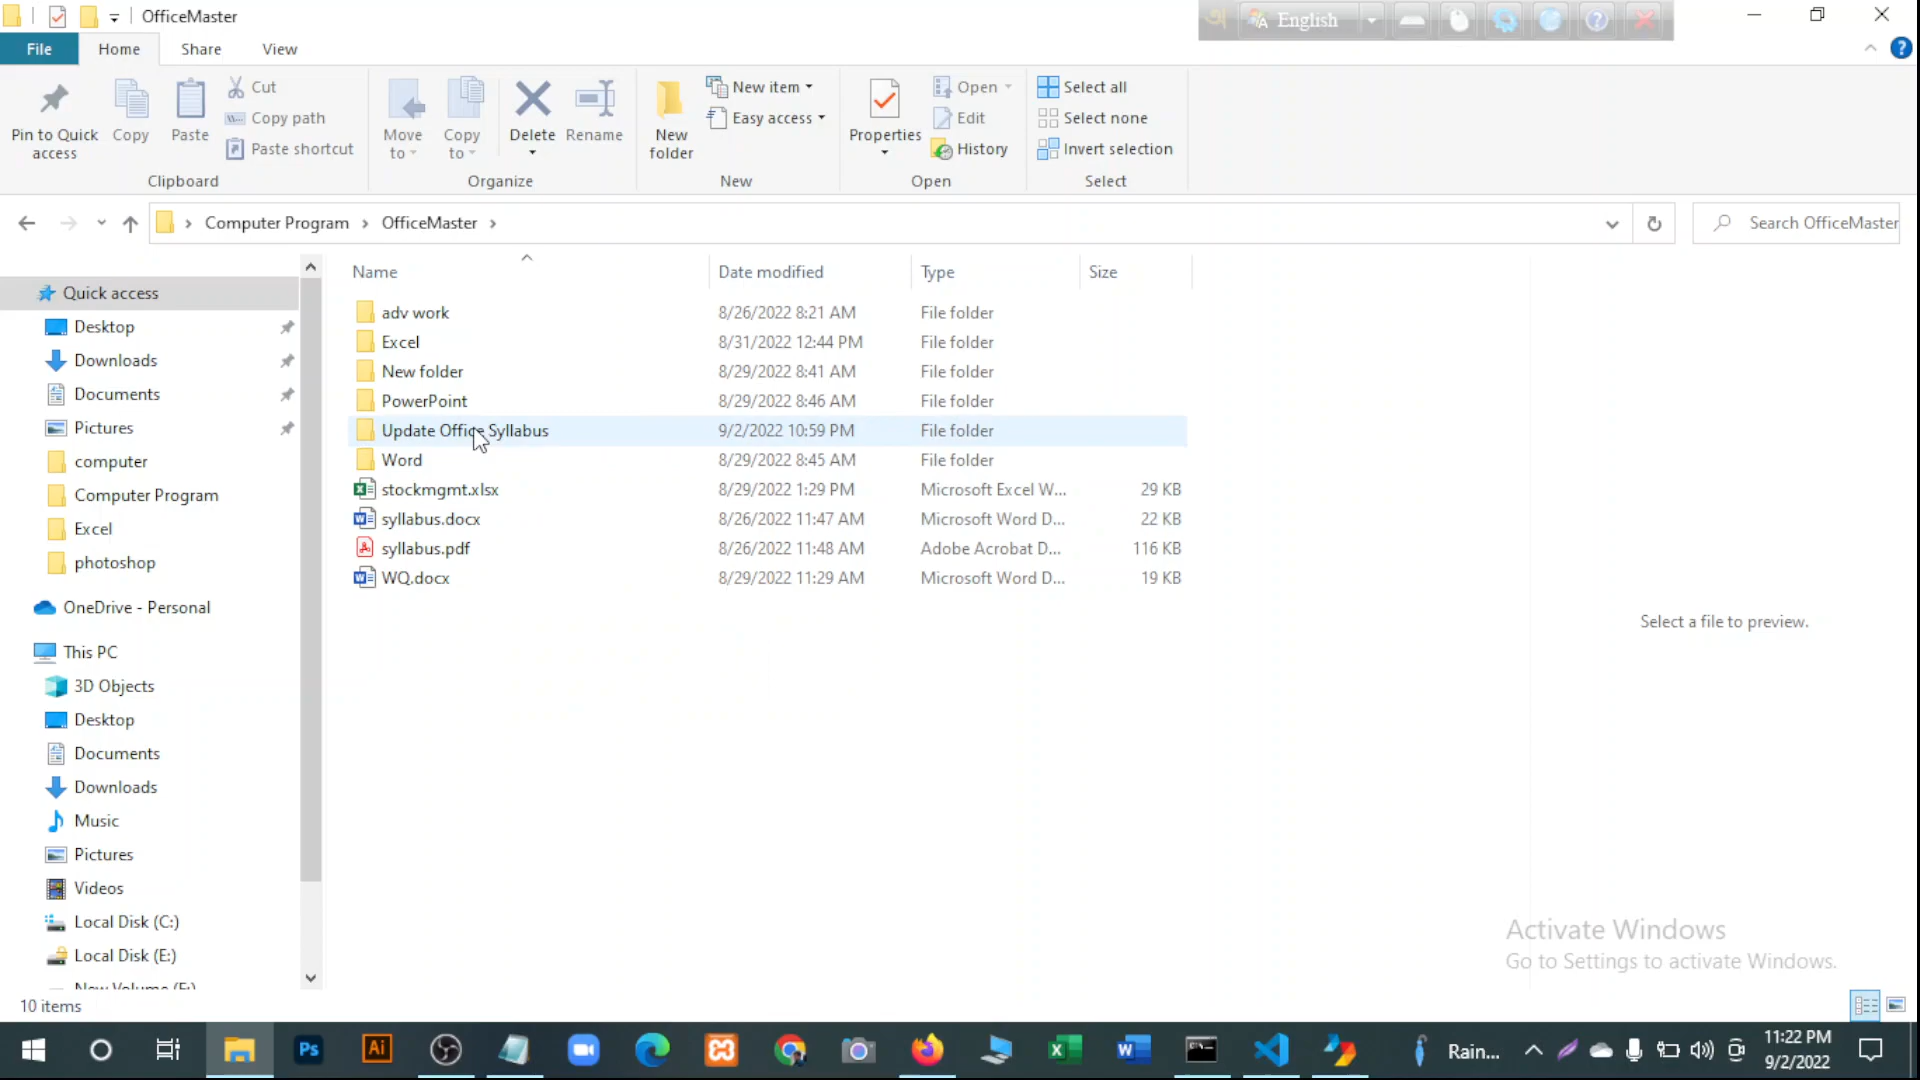 OfficeMaster
English
File
Home
Share
View
Pin to Quick access
Copy
Paste
Cut
Copy path
Paste shortcut
Clipboard
Move to
Copy to
Delete
Rename
Organize
New folder
New item
Easy access
New
Properties
Open
Edit
History
Open
Select all
Select none
Invert selection
Select
Computer Program
OfficeMaster
Search OfficeMaster
Name Date modified Type Size
adv work 8/26/2022 8:21 AM File folder
Excel 8/31/2022 12:44 PM File folder
New folder 8/29/2022 8:41 AM File folder
PowerPoint 8/29/2022 8:46 AM File folder
Update Office Syllabus 9/2/2022 10:59 PM File folder
Word 8/29/2022 8:45 AM File folder
stockmgmt.xlsx 8/29/2022 1:29 PM Microsoft Excel W... 29 KB
syllabus.docx 8/26/2022 11:47 AM Microsoft Word D... 22 KB
syllabus.pdf 8/26/2022 11:48 AM Adobe Acrobat D... 116 KB
WQ.docx 8/29/2022 11:29 AM Microsoft Word D... 19 KB
Quick access
Desktop
Downloads
Documents
Pictures
computer
Computer Program
Excel
photoshop
OneDrive - Personal
This PC
3D Objects
Desktop
Documents
Downloads
Music
Pictures
Videos
Local Disk (C:)
Local Disk (E:)
New Volume (F:)
Select a file to preview.
Activate Windows
Go to Settings to activate Windows.
10 items
Ps
Ai
Rain...
11:22 PM
9/2/2022